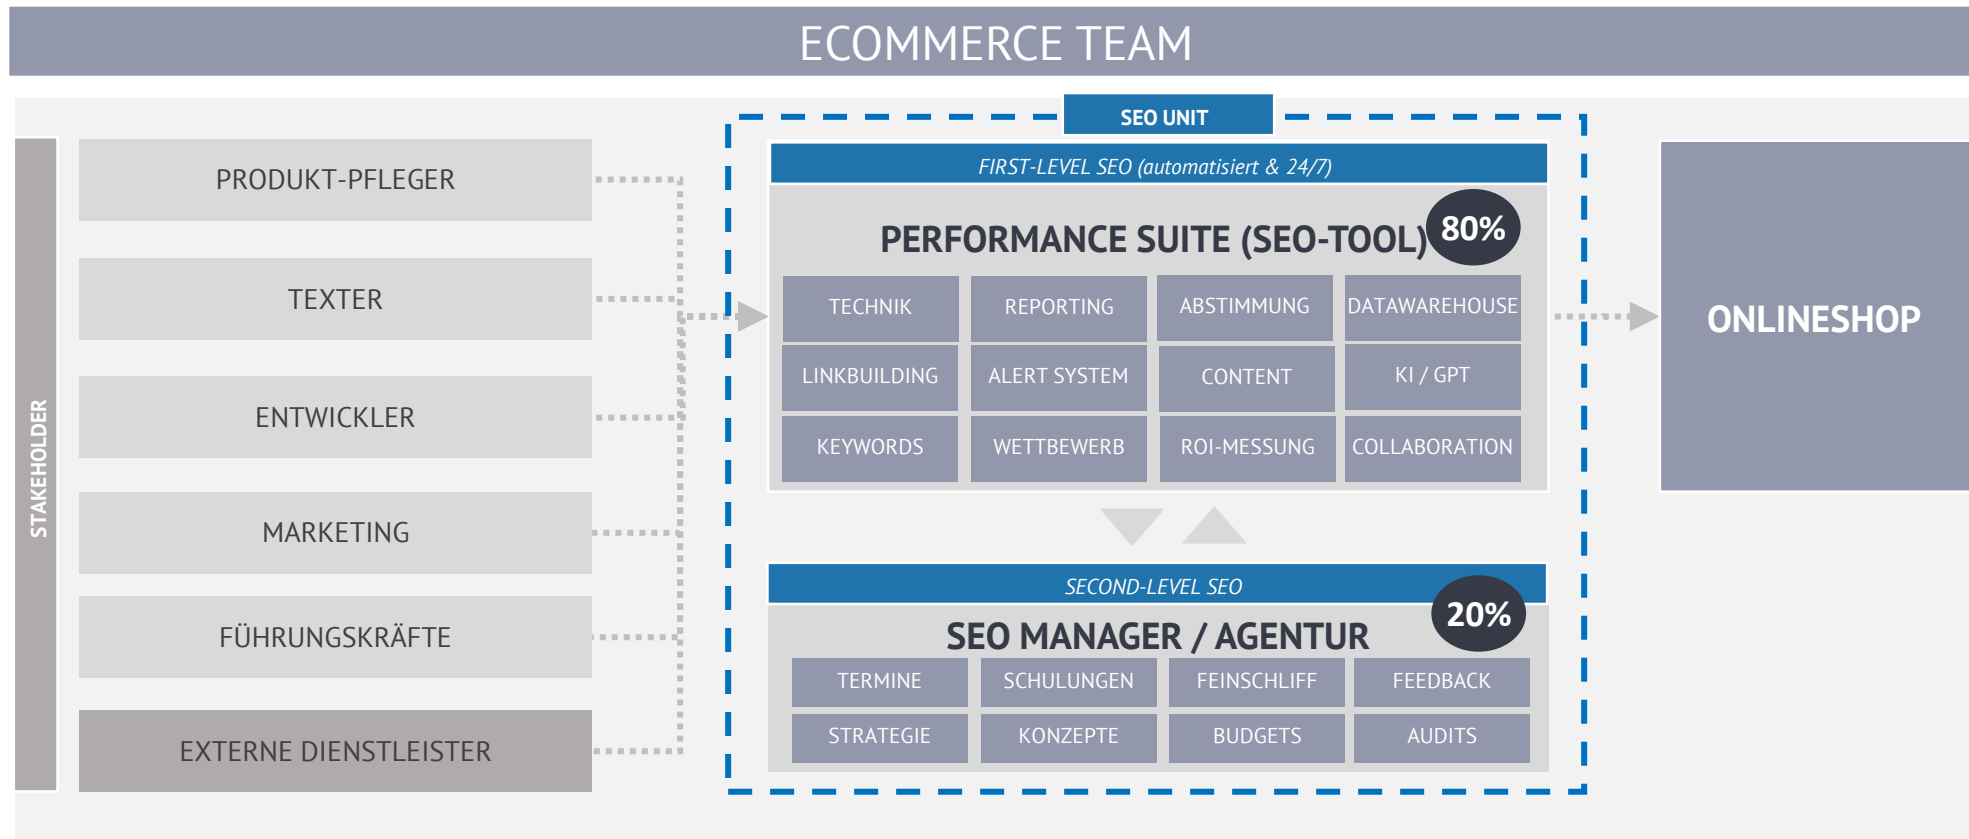 ECOMMERCE TEAM
STAKEHOLDER
PRODUKT-PFLEGER
TEXTER
ENTWICKLER
MARKETING
FÜHRUNGSKRÄFTE
EXTERNE DIENSTLEISTER
SEO UNIT
FIRST-LEVEL SEO (automatisiert & 24/7)
PERFORMANCE SUITE (SEO-TOOL)
80%
TECHNIK
REPORTING
ABSTIMMUNG
DATAWAREHOUSE
LINKBUILDING
ALERT SYSTEM
CONTENT
KI / GPT
KEYWORDS
WETTBEWERB
ROI-MESSUNG
COLLABORATION
SECOND-LEVEL SEO
SEO MANAGER / AGENTUR
20%
TERMINE
SCHULUNGEN
FEINSCHLIFF
FEEDBACK
STRATEGIE
KONZEPTE
BUDGETS
AUDITS
ONLINESHOP